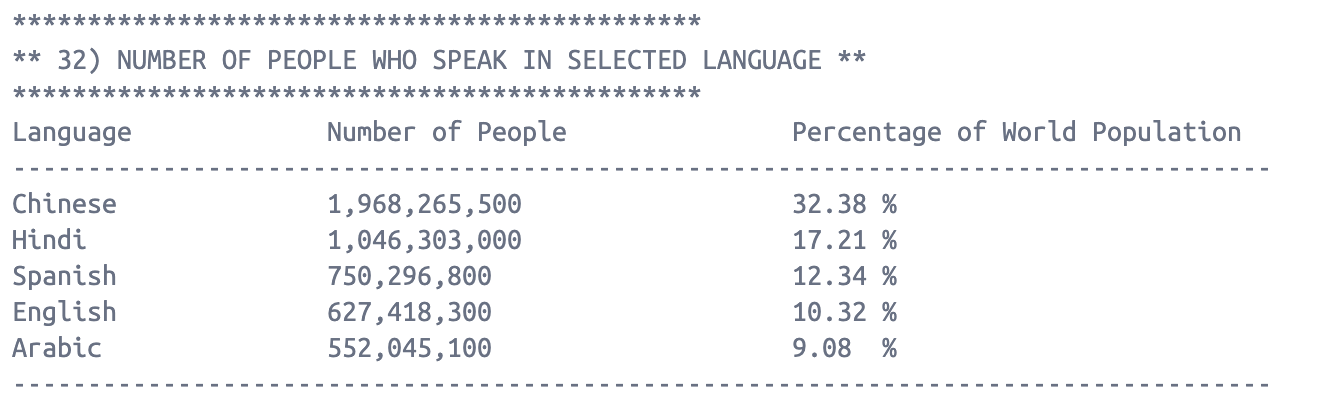 **********************************************
** 32) NUMBER OF PEOPLE WHO SPEAK IN SELECTED LANGUAGE **
**********************************************
Language Number of People Percentage of World Population
------------------------------------------------------------------------------------
Chinese 1,968,265,500 32.38 %
Hindi 1,046,303,000 17.21 %
Spanish 750,296,800 12.34 %
English 627,418,300 10.32 %
Arabic 552,045,100 9.08 %
------------------------------------------------------------------------------------